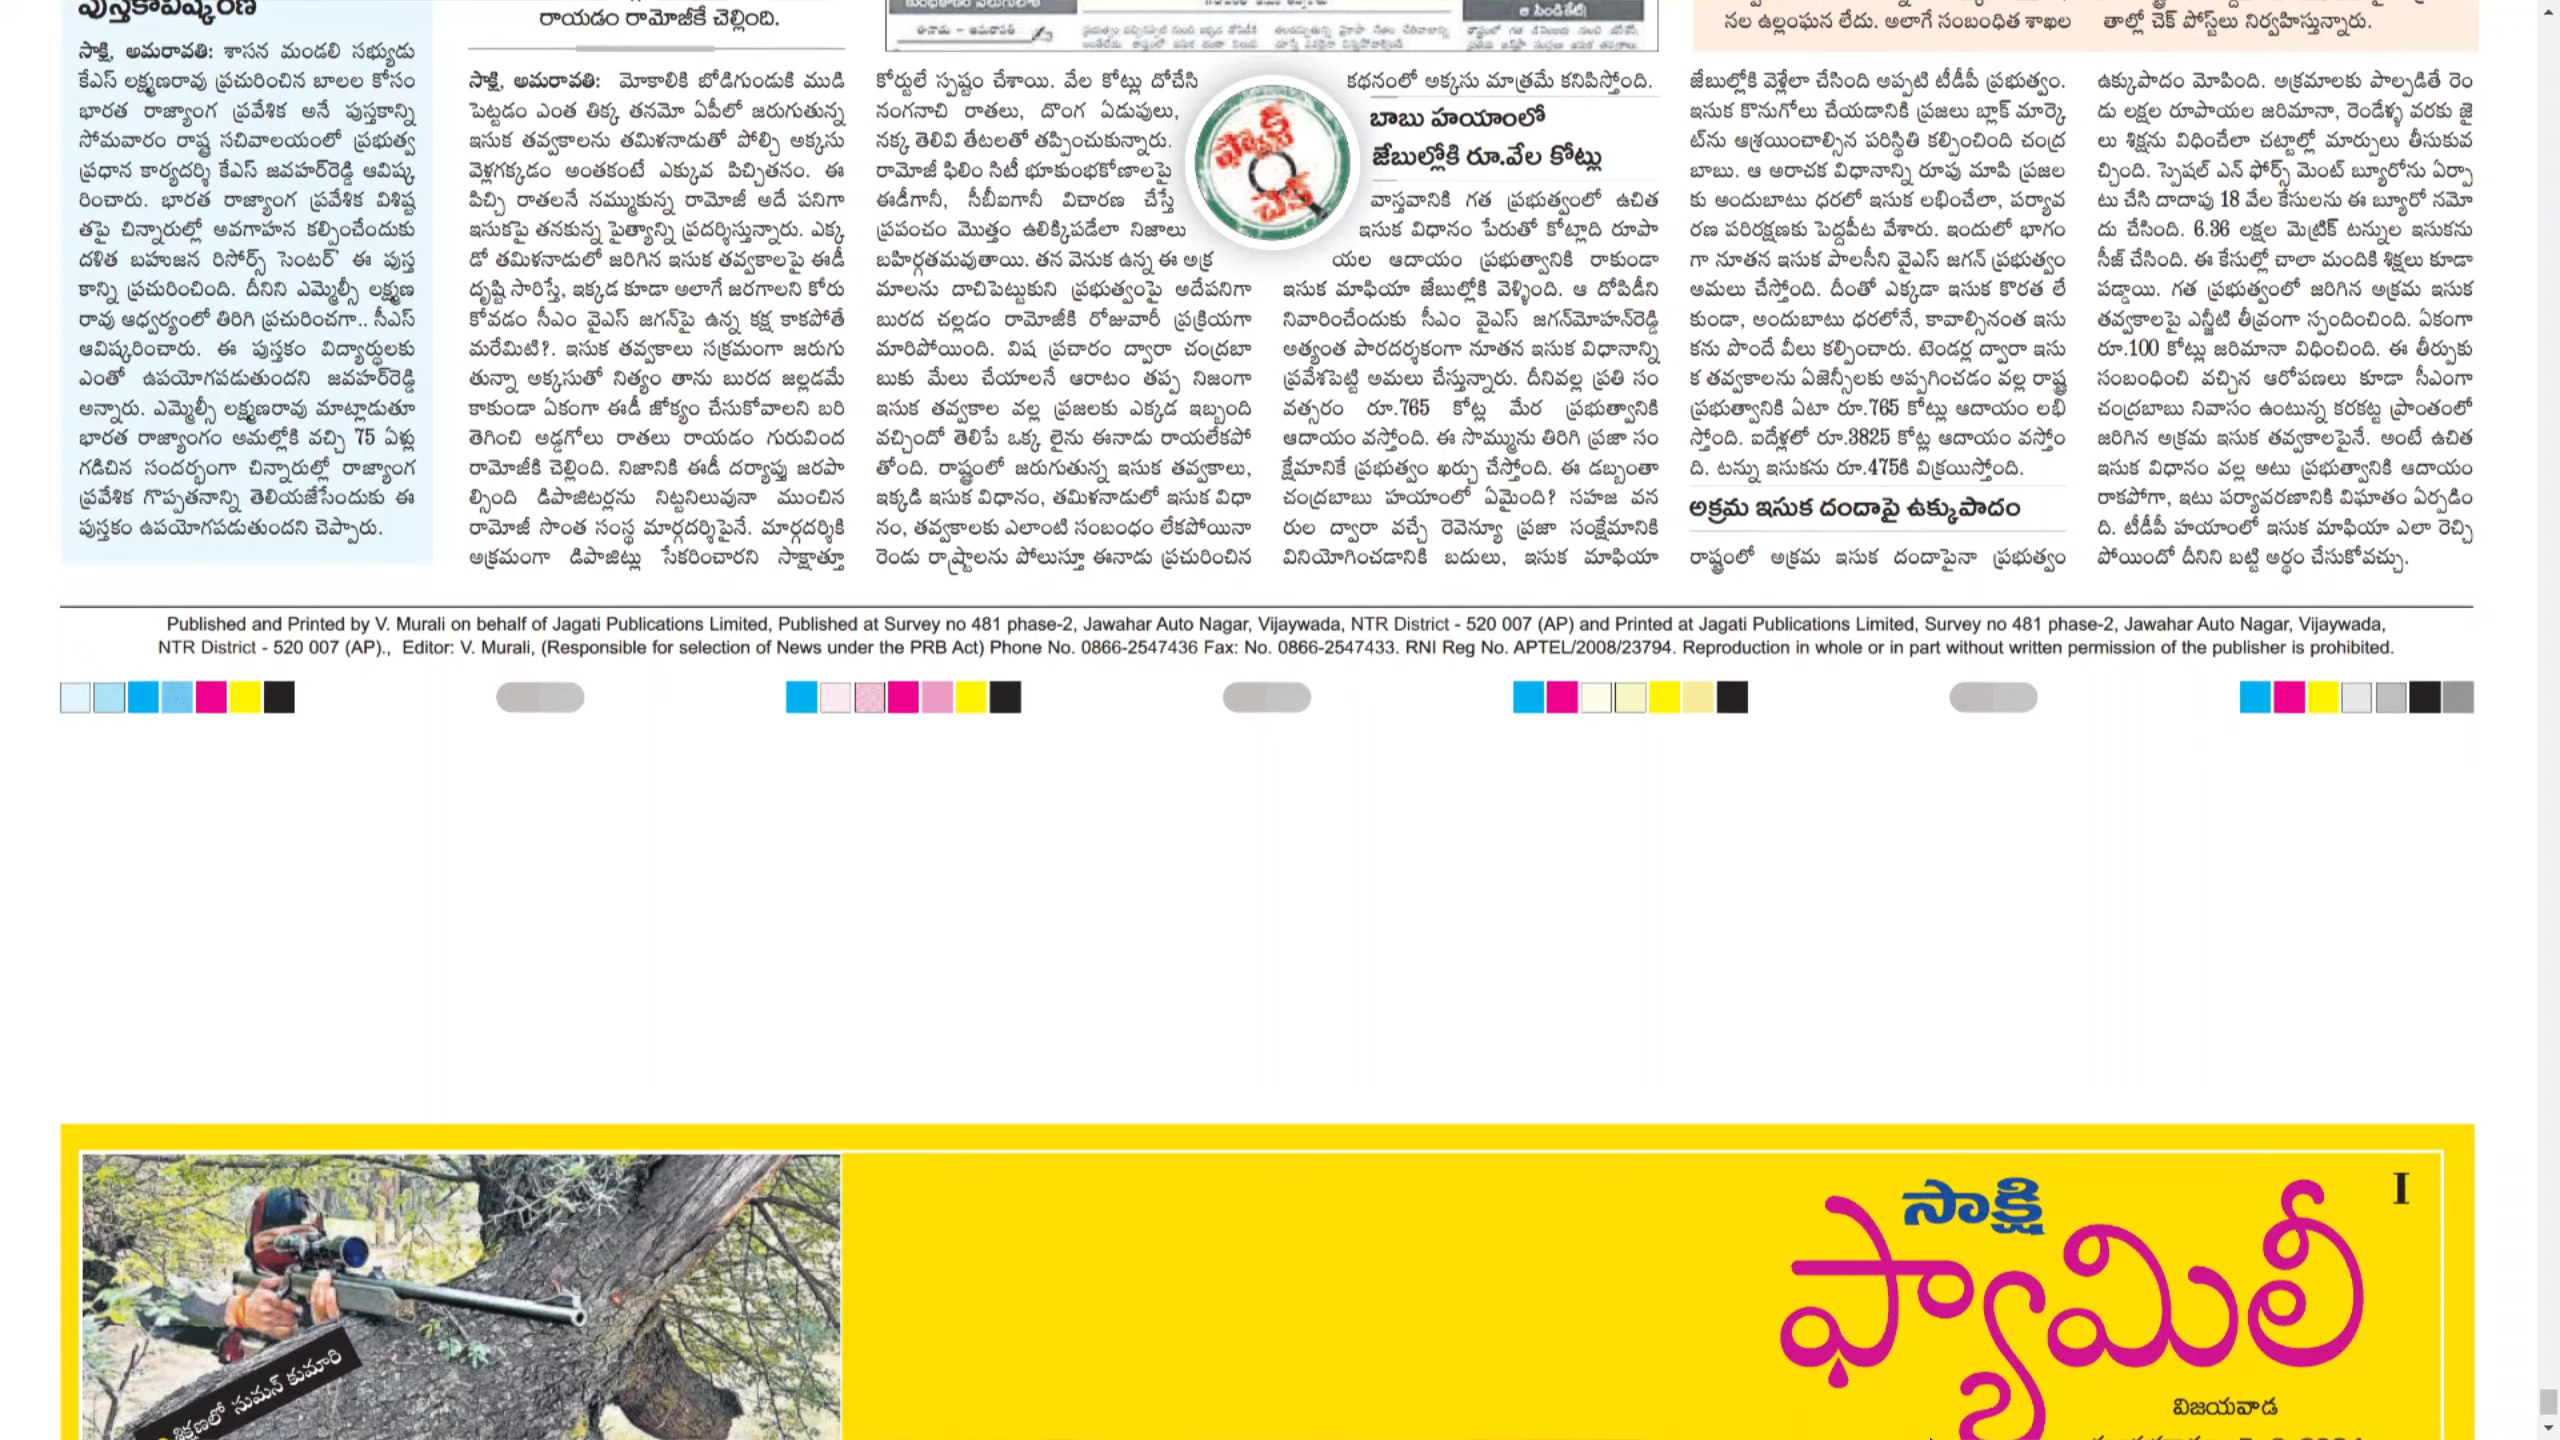 పుస్తకావిష్కరణ
సాక్షి, అమరావతి: శాసన మండలి సభ్యుడు
కేఎస్ లక్ష్మణరావు ప్రచురించిన బాలల కోసం
భారత రాజ్యాంగ ప్రవేశిక అనే పుస్తకాన్ని
సోమవారం రాష్ట్ర సచివాలయంలో ప్రభుత్వ
ప్రధాన కార్యదర్శి కేఎస్ జవహర్‌రెడ్డి ఆవిష్క
రించారు. భారత రాజ్యాంగ ప్రవేశిక విశిష్ట
తపై చిన్నారుల్లో అవగాహన కల్పించేందుకు
దళిత బహుజన రిసోర్స్ సెంటర్ ఈ పుస్త
కాన్ని ప్రచురించింది. దీనిని ఎమ్మెల్సీ లక్ష్మణ
రావు ఆధ్వర్యంలో తిరిగి ప్రచురించగా.. సీఎస్
ఆవిష్కరించారు. ఈ పుస్తకం విద్యార్థులకు
ఎంతో ఉపయోగపడుతుందని జవహర్‌రెడ్డి
అన్నారు. ఎమ్మెల్సీ లక్ష్మణరావు మాట్లాడుతూ
భారత రాజ్యాంగం అమల్లోకి వచ్చి 75 ఏళ్లు
గడిచిన సందర్భంగా చిన్నారుల్లో రాజ్యాంగ
ప్రవేశిక గొప్పతనాన్ని తెలియజేసేందుకు ఈ
పుస్తకం ఉపయోగపడుతుందని చెప్పారు.
రాయడం రామోజీకే చెల్లింది.
సాక్షి, అమరావతి: మోకాలికి బోడిగుండుకి ముడి
పెట్టడం ఎంత తిక్క తనమో ఏపీలో జరుగుతున్న
ఇసుక తవ్వకాలను తమిళనాడుతో పోల్చి అక్కసు
వెళ్లగక్కడం అంతకంటే ఎక్కువ పిచ్చితనం. ఈ
పిచ్చి రాతలనే నమ్ముకున్న రామోజీ అదే పనిగా
ఇసుకపై తనకున్న పైత్యాన్ని ప్రదర్శిస్తున్నారు. ఎక్క
డో తమిళనాడులో జరిగిన ఇసుక తవ్వకాలపై ఈడీ
దృష్టి సారిస్తే, ఇక్కడ కూడా అలాగే జరగాలని కోరు
కోవడం సీఎం వైఎస్ జగన్‌పై ఉన్న కక్ష కాకపోతే
మరేమిటి?. ఇసుక తవ్వకాలు సక్రమంగా జరుగు
తున్నా అక్కసుతో నిత్యం తాను బురద జల్లడమే
కాకుండా ఏకంగా ఈడీ జోక్యం చేసుకోవాలని బరి
తెగించి అడ్డగోలు రాతలు రాయడం గురువింద
రామోజీకి చెల్లింది. నిజానికి ఈడీ దర్యాప్తు జరపా
ల్సింది డిపాజిటర్లను నిట్టనిలువునా ముంచిన
రామోజీ సొంత సంస్థ మార్గదర్శిపైనే. మార్గదర్శికి
అక్రమంగా డిపాజిట్లు సేకరించారని సాక్షాత్తూ
కోర్టులే స్పష్టం చేశాయి. వేల కోట్లు దోచేసి
నంగనాచి రాతలు, దొంగ ఏడుపులు,
నక్క తెలివి తేటలతో తప్పించుకున్నారు.
రామోజీ ఫిలిం సిటీ భూకుంభకోణాలపై
ఈడీగానీ, సీబీఐగానీ విచారణ చేస్తే
ప్రపంచం మొత్తం ఉలిక్కిపడేలా నిజాలు
బహిర్గతమవుతాయి. తన వెనుక ఉన్న ఈ అక్ర
మాలను దాచిపెట్టుకుని ప్రభుత్వంపై అదేపనిగా
బురద చల్లడం రామోజీకి రోజువారీ ప్రక్రియగా
మారిపోయింది. విష ప్రచారం ద్వారా చంద్రబా
బుకు మేలు చేయాలనే ఆరాటం తప్ప నిజంగా
ఇసుక తవ్వకాల వల్ల ప్రజలకు ఎక్కడ ఇబ్బంది
వచ్చిందో తెలిపే ఒక్క లైను ఈనాడు రాయలేకపో
తోంది. రాష్ట్రంలో జరుగుతున్న ఇసుక తవ్వకాలు,
ఇక్కడి ఇసుక విధానం, తమిళనాడులో ఇసుక విధా
నం, తవ్వకాలకు ఎలాంటి సంబంధం లేకపోయినా
రెండు రాష్ట్రాలను పోలుస్తూ ఈనాడు ప్రచురించిన
ఫ్యాక్ట్
చెక్
కథనంలో అక్కసు మాత్రమే కనిపిస్తోంది.
బాబు హయాంలో
జేబుల్లోకి రూ.వేల కోట్లు
వాస్తవానికి గత ప్రభుత్వంలో ఉచిత
ఇసుక విధానం పేరుతో కోట్లాది రూపా
యల ఆదాయం ప్రభుత్వానికి రాకుండా
ఇసుక మాఫియా జేబుల్లోకి వెళ్ళింది. ఆ దోపిడీని
నివారించేందుకు సీఎం వైఎస్ జగన్‌మోహన్‌రెడ్డి
అత్యంత పారదర్శకంగా నూతన ఇసుక విధానాన్ని
ప్రవేశపెట్టి అమలు చేస్తున్నారు. దీనివల్ల ప్రతి సం
వత్సరం రూ.765 కోట్ల మేర ప్రభుత్వానికి
ఆదాయం వస్తోంది. ఈ సొమ్మును తిరిగి ప్రజా సం
క్షేమానికే ప్రభుత్వం ఖర్చు చేస్తోంది. ఈ డబ్బంతా
చంద్రబాబు హయాంలో ఏమైంది? సహజ వన
రుల ద్వారా వచ్చే రెవెన్యూ ప్రజా సంక్షేమానికి
వినియోగించడానికి బదులు, ఇసుక మాఫియా
నల ఉల్లంఘన లేదు. అలాగే సంబంధిత శాఖల
తాల్లో చెక్ పోస్ట్‌లు నిర్వహిస్తున్నారు.
జేబుల్లోకి వెళ్లేలా చేసింది అప్పటి టీడీపీ ప్రభుత్వం.
ఇసుక కొనుగోలు చేయడానికి ప్రజలు బ్లాక్ మార్కె
ట్‌ను ఆశ్రయించాల్సిన పరిస్థితి కల్పించింది చంద్ర
బాబు. ఆ అరాచక విధానాన్ని రూపు మాపి ప్రజల
కు అందుబాటు ధరలో ఇసుక లభించేలా, పర్యావ
రణ పరిరక్షణకు పెద్దపీట వేశారు. ఇందులో భాగం
గా నూతన ఇసుక పాలసీని వైఎస్ జగన్ ప్రభుత్వం
అమలు చేస్తోంది. దీంతో ఎక్కడా ఇసుక కొరత లే
కుండా, అందుబాటు ధరలోనే, కావాల్సినంత ఇసు
కను పొందే వీలు కల్పించారు. టెండర్ల ద్వారా ఇసు
క తవ్వకాలను ఏజెన్సీలకు అప్పగించడం వల్ల రాష్ట్ర
ప్రభుత్వానికి ఏటా రూ.765 కోట్లు ఆదాయం లభి
స్తోంది. ఐదేళ్లలో రూ.3825 కోట్ల ఆదాయం వస్తోం
ది. టన్ను ఇసుకను రూ.475కి విక్రయిస్తోంది.
అక్రమ ఇసుక దందాపై ఉక్కుపాదం
రాష్ట్రంలో అక్రమ ఇసుక దందాపైనా ప్రభుత్వం
ఉక్కుపాదం మోపింది. అక్రమాలకు పాల్పడితే రెం
డు లక్షల రూపాయల జరిమానా, రెండేళ్ళ వరకు జై
లు శిక్షను విధించేలా చట్టాల్లో మార్పులు తీసుకువ
చ్చింది. స్పెషల్ ఎన్ ఫోర్స్ మెంట్ బ్యూరోను ఏర్పా
టు చేసి దాదాపు 18 వేల కేసులను ఈ బ్యూరో నమో
దు చేసింది. 6.36 లక్షల మెట్రిక్ టన్నుల ఇసుకను
సీజ్ చేసింది. ఈ కేసుల్లో చాలా మందికి శిక్షలు కూడా
పడ్డాయి. గత ప్రభుత్వంలో జరిగిన అక్రమ ఇసుక
తవ్వకాలపై ఎన్జీటి తీవ్రంగా స్పందించింది. ఏకంగా
రూ.100 కోట్లు జరిమానా విధించింది. ఈ తీర్పుకు
సంబంధించి వచ్చిన ఆరోపణలు కూడా సీఎంగా
చంద్రబాబు నివాసం ఉంటున్న కరకట్ట ప్రాంతంలో
జరిగిన అక్రమ ఇసుక తవ్వకాలపైనే. అంటే ఉచిత
ఇసుక విధానం వల్ల అటు ప్రభుత్వానికి ఆదాయం
రాకపోగా, ఇటు పర్యావరణానికి విఘాతం ఏర్పడిం
ది. టీడీపీ హయాంలో ఇసుక మాఫియా ఎలా రెచ్చి
పోయిందో దీనిని బట్టి అర్థం చేసుకోవచ్చు.
Published and Printed by V. Murali on behalf of Jagati Publications Limited, Published at Survey no 481 phase-2, Jawahar Auto Nagar, Vijaywada, NTR District - 520 007 (AP) and Printed at Jagati Publications Limited, Survey no 481 phase-2, Jawahar Auto Nagar, Vijaywada,
NTR District - 520 007 (AP)., Editor: V. Murali, (Responsible for selection of News under the PRB Act) Phone No. 0866-2547436 Fax: No. 0866-2547433. RNI Reg No. APTEL/2008/23794. Reproduction in whole or in part without written permission of the publisher is prohibited.
శిక్షణలో సుమన్ కుమారి
సాక్షి
ఫ్యామిలీ
I
విజయవాడ